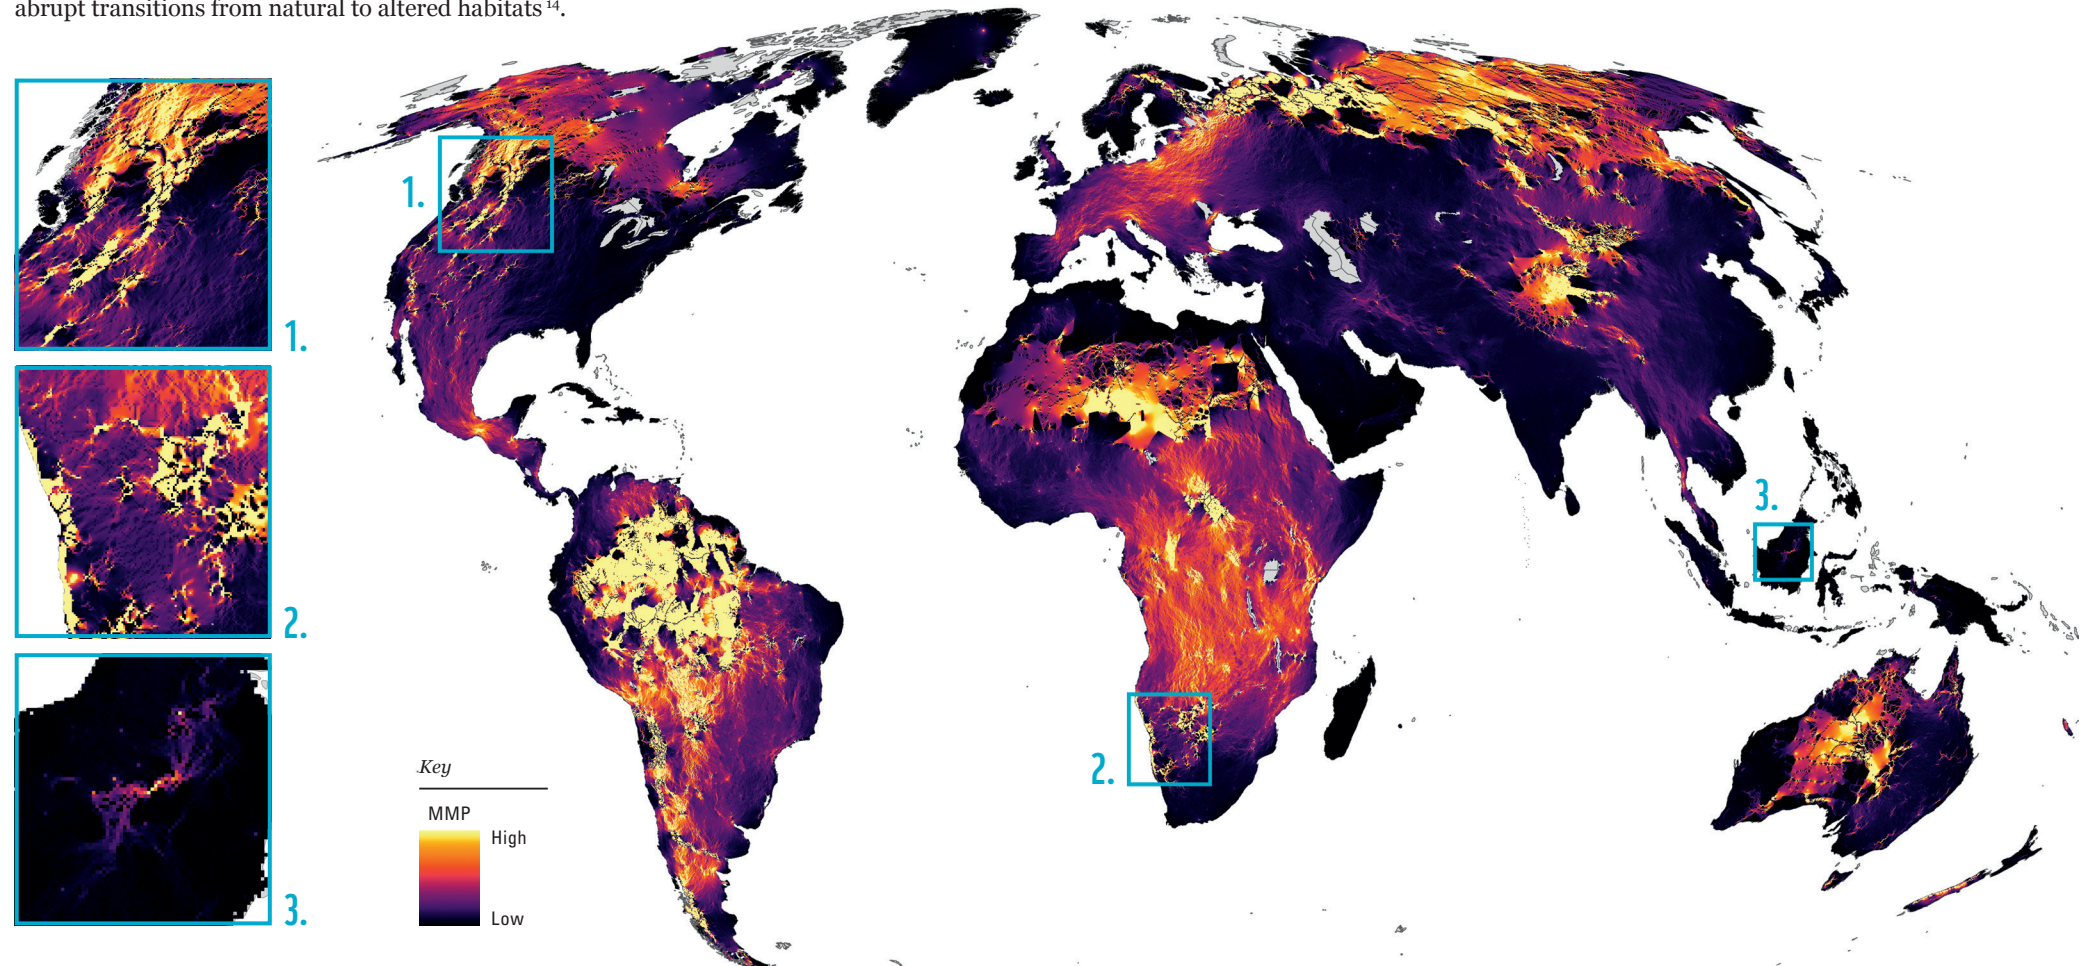 abrupt transitions from natural to altered habitats 14.
1.
2.
3.
1.
2.
3.
Key
MMP
High
Low